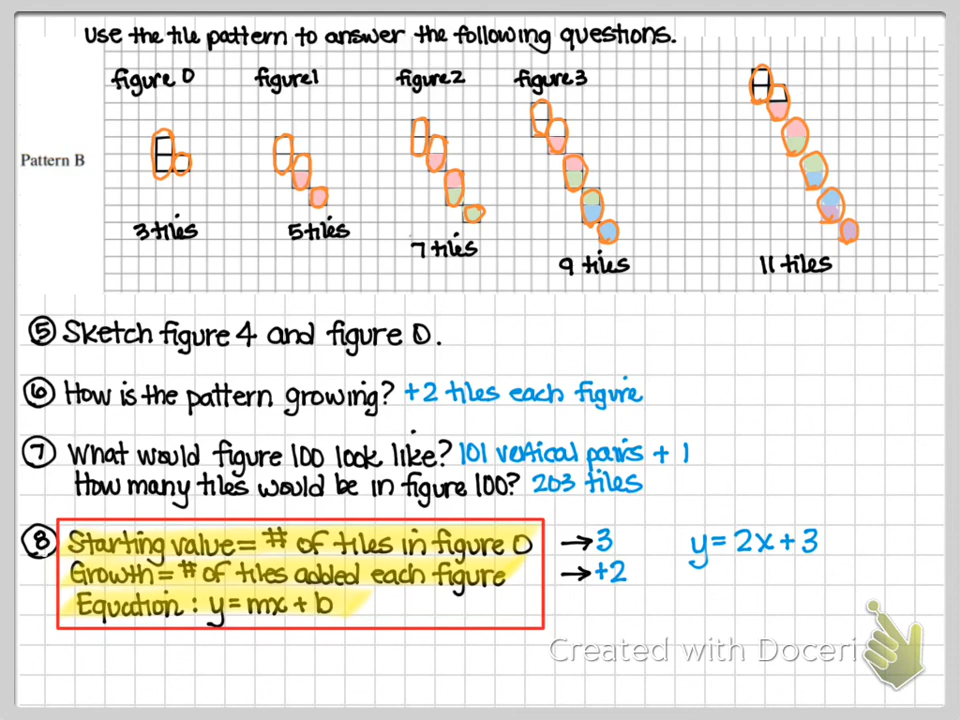 Use the tile pattern to answer the following questions.
figure 0 figure 1 figure 2 figure 3
Pattern B
3 tiles 5 tiles 7 tiles 9 tiles 11 tiles
⑤ Sketch figure 4 and figure 0.
⑥ How is the pattern growing? +2 tiles each figure
⑦ What would figure 100 look like? 101 vertical pairs + 1
How many tiles would be in figure 100? 203 tiles
⑧ Starting value = # of tiles in figure 0 → 3 y = 2x + 3
Growth = # of tiles added each figure → +2
Equation : y = mx + b
Created with Doceri